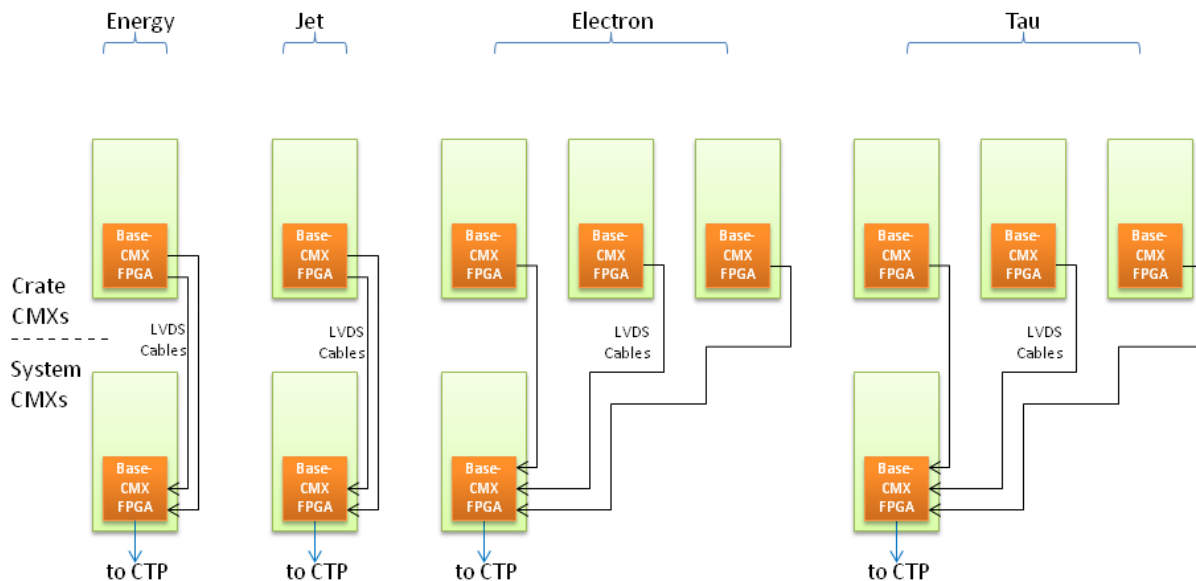 Energy
Jet
Electron
Tau
Base-
CMX
FPGA
Base-
CMX
FPGA
Base-
CMX
FPGA
Base-
CMX
FPGA
Base-
CMX
FPGA
Base-
CMX
FPGA
Base-
CMX
FPGA
Base-
CMX
FPGA
Crate
CMXs
System
CMXs
LVDS
Cables
LVDS
Cables
LVDS
Cables
LVDS
Cables
Base-
CMX
FPGA
Base-
CMX
FPGA
Base-
CMX
FPGA
Base-
CMX
FPGA
to CTP
to CTP
to CTP
to CTP